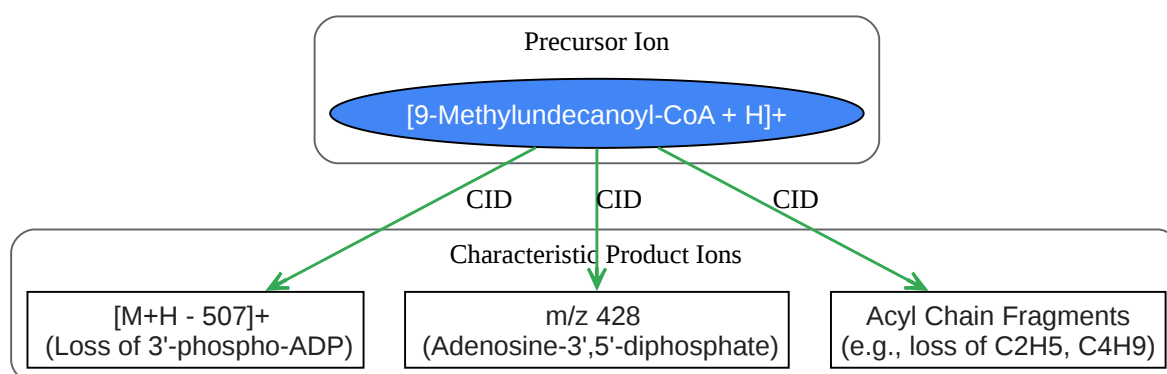 Precursor Ion
[9-Methylundecanoyl-CoA + H]+
CID CID CID
Characteristic Product Ions
[M+H - 507]+
(Loss of 3'-phospho-ADP)
m/z 428
(Adenosine-3',5'-diphosphate)
Acyl Chain Fragments
(e.g., loss of C2H5, C4H9)